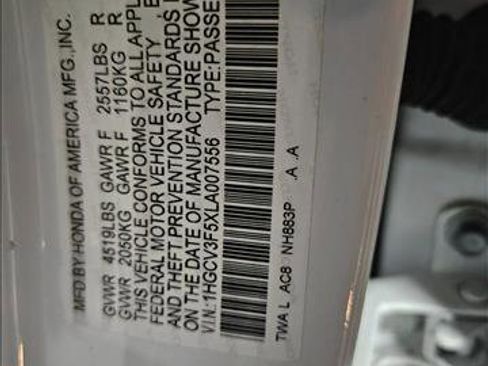 MFD.BY HONDA OF AMERICA MFG.,INC.
GVWR 4519LBS GAWR F 2557LBS R
GVWR 2050KG GAWR F 1160KG R
THIS VEHICLE CONFORMS TO ALL APPL
FEDERAL MOTOR VEHICLE SAFETY
AND THEFT PREVENTION STANDARDS
ON THE DATE OF MANUFACTURE SHOW
V.I.N.:1HGCV3F5XLA007556 TYPE:PASSE
TWA L AC8 NH883P .A .A